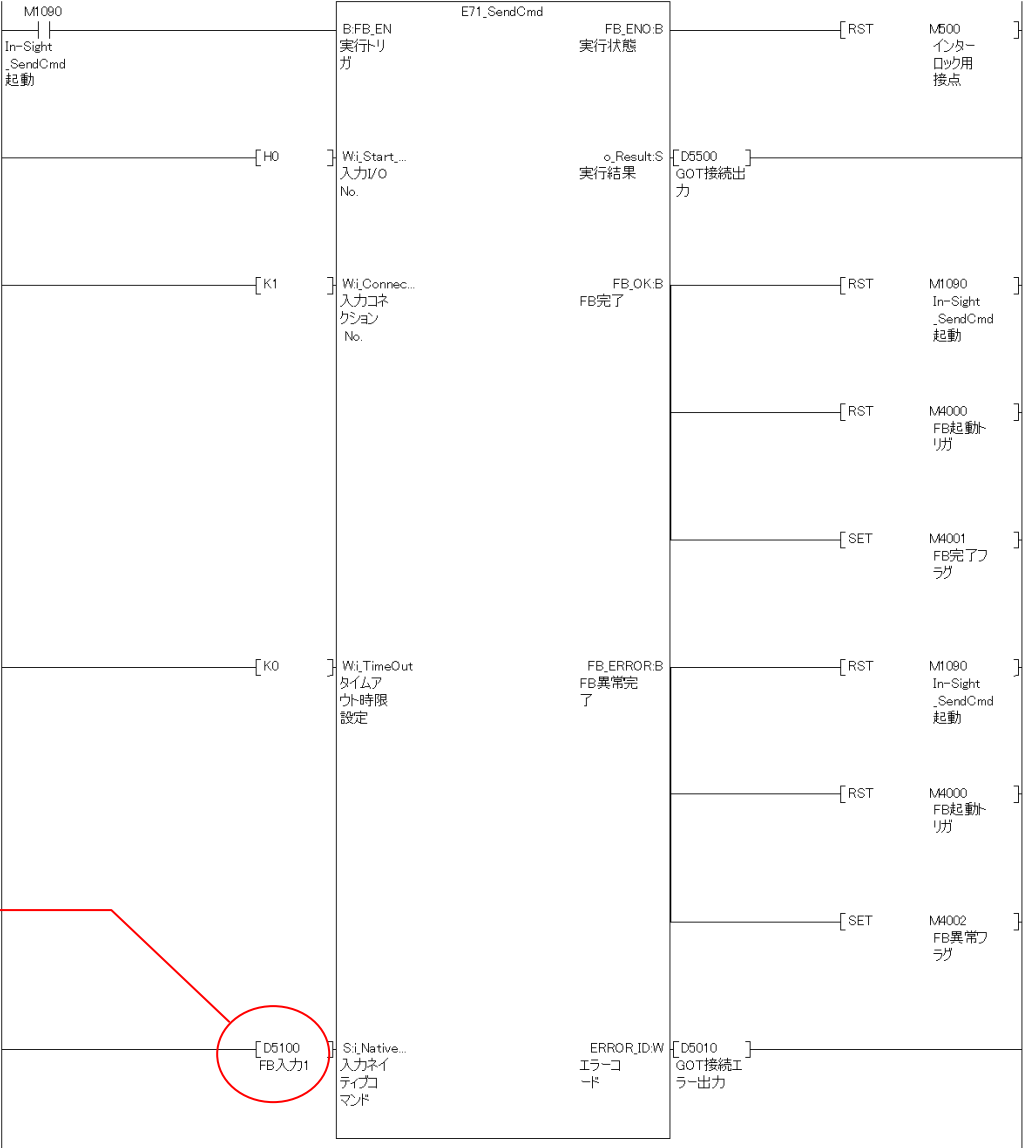 M1090
E71_SendCmd
B:FB_EN
FB_ENO:B
RST
M500
In-Sight
_SendCmd
起動
実行トリ
ガ
実行状態
インター
ロック用
接点
H0
W:i_Start_...
o_Result:S
D5500
入力I/O
No.
実行結果
GOT接続出
力
K1
W:i_Connec...
FB_OK:B
RST
M1090
入力コネ
クション
No.
FB完了
In-Sight
_SendCmd
起動
RST
M4000
FB起動ト
リガ
SET
M4001
FB完了フ
ラグ
K0
W:i_TimeOut
FB_ERROR:B
RST
M1090
タイムア
ウト時限
設定
FB異常完
了
In-Sight
_SendCmd
起動
RST
M4000
FB起動ト
リガ
SET
M4002
FB異常フ
ラグ
D5100
S:i_Native...
ERROR_ID:W
D5010
FB入力1
入力ネイ
ティブコ
マンド
エラーコ
ード
GOT接続エ
ラー出力